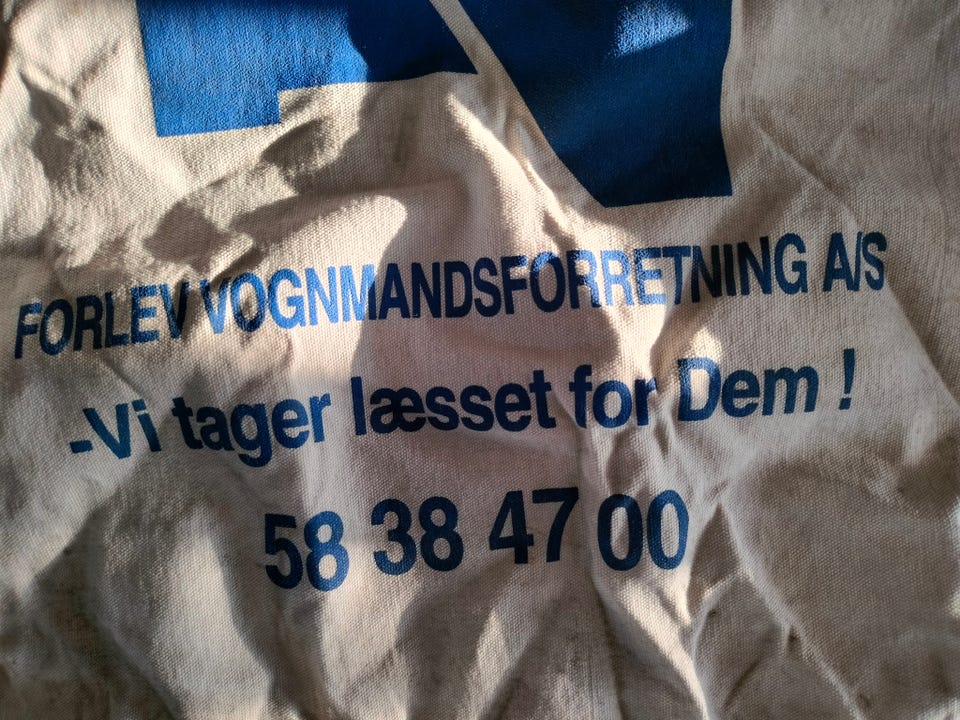 FORLEV VOGNMANDSFORRETNING A/S
-Vi tager læsset for Dem !
58 38 47 00